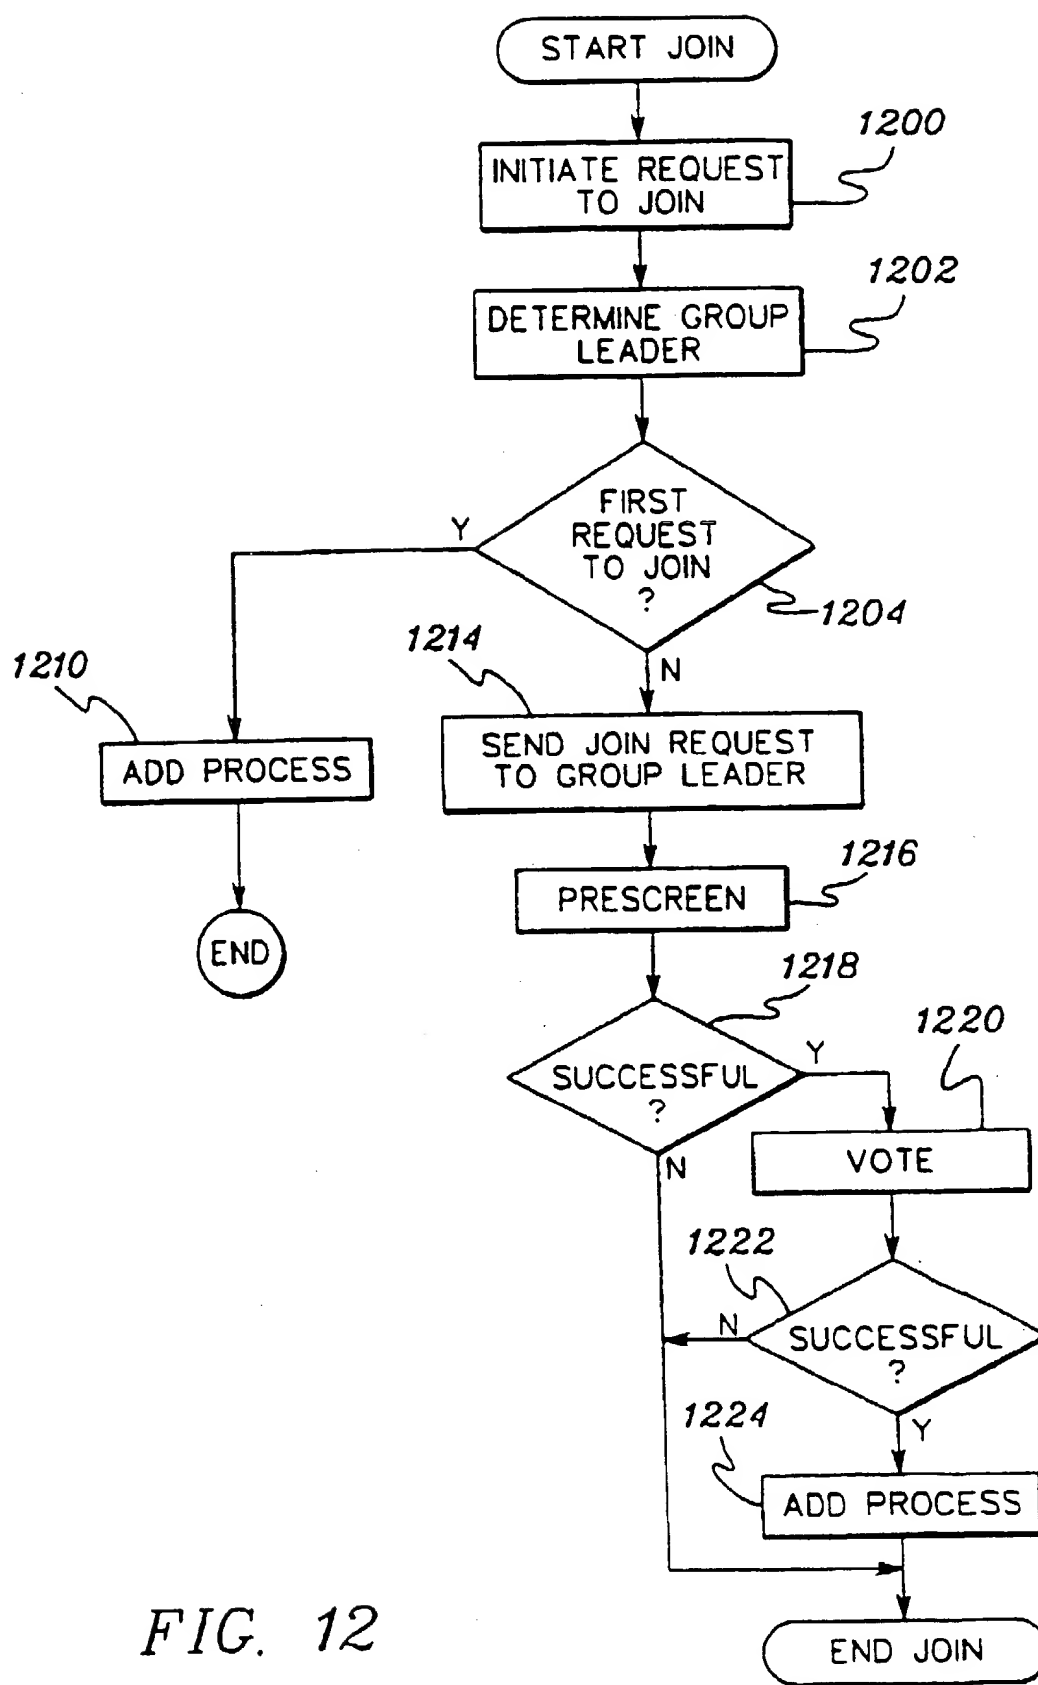 START JOIN
1200
INITIATE REQUEST
TO JOIN
1202
DETERMINE GROUP
LEADER
FIRST
REQUEST
TO JOIN
?
Y
1204
N
1214
1210
SEND JOIN REQUEST
TO GROUP LEADER
ADD PROCESS
1216
PRESCREEN
END
1218
SUCCESSFUL
?
Y
N
1220
VOTE
1222
N
SUCCESSFUL
?
Y
1224
ADD PROCESS
END JOIN
FIG. 12